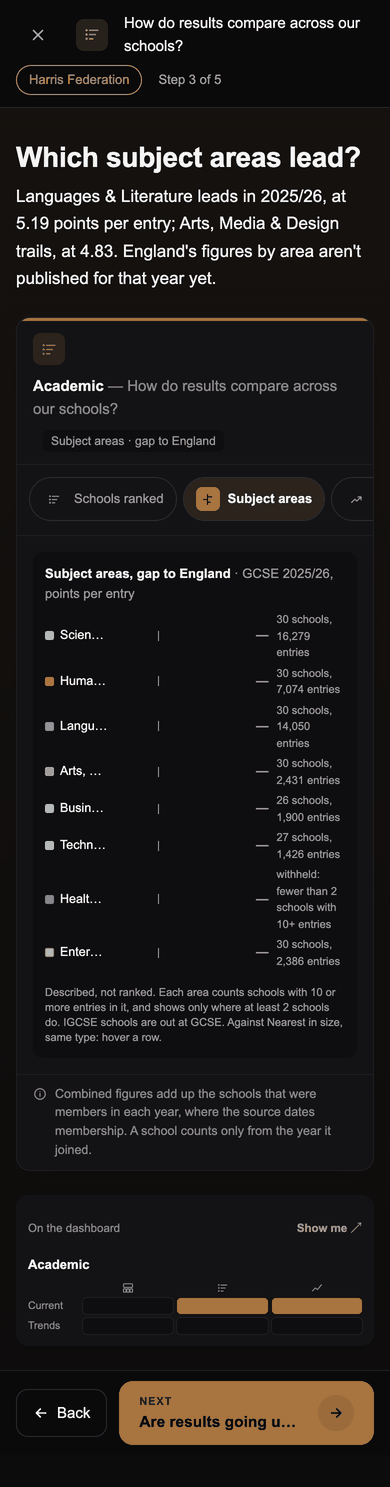 How do results compare across our
schools?
Harris Federation
Step 3 of 5
Which subject areas lead?
Languages & Literature leads in 2025/26, at
5.19 points per entry; Arts, Media & Design
trails, at 4.83. England's figures by area aren't
published for that year yet.
Academic — How do results compare across
our schools?
Subject areas · gap to England
Schools ranked
Subject areas
Subject areas, gap to England · GCSE 2025/26,
points per entry
Scien… | — 30 schools,
16,279
entries
Huma… | — 30 schools,
7,074 entries
Langu… | — 30 schools,
14,050
entries
Arts, … | — 30 schools,
2,431 entries
Busin… | — 26 schools,
1,900 entries
Techn… | — 27 schools,
1,426 entries
Healt… | — withheld:
fewer than 2
schools with
10+ entries
Enter… | — 30 schools,
2,386 entries
Described, not ranked. Each area counts schools with 10 or
more entries in it, and shows only where at least 2 schools
do. IGCSE schools are out at GCSE. Against Nearest in size,
same type: hover a row.
Combined figures add up the schools that were
members in each year, where the source dates
membership. A school counts only from the year it
joined.
On the dashboard
Show me
Academic
Current
Trends
Back
NEXT
Are results going u…